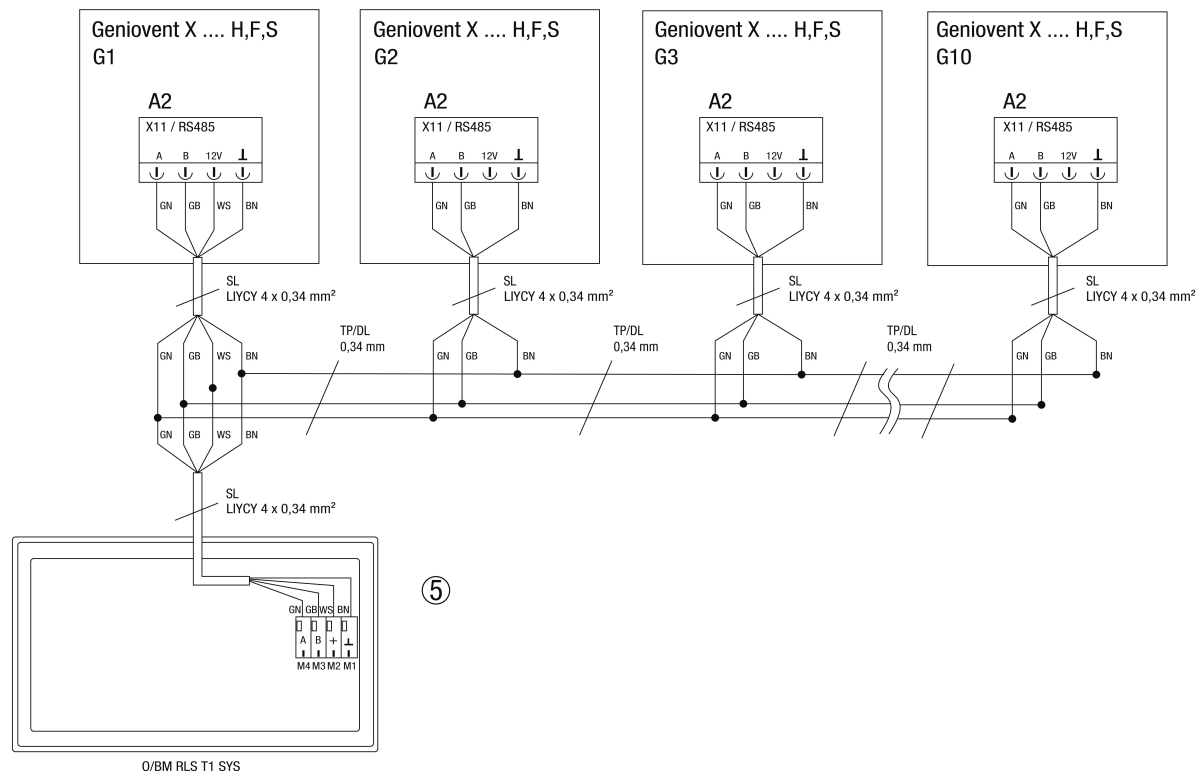 Geniovent X .... H,F,S
G1
A2
X11 / RS485
A B 12V ⊥
GN GB WS BN
SL
LIYCY 4 x 0,34 mm²
Geniovent X .... H,F,S
G2
A2
X11 / RS485
A B 12V ⊥
GN GB BN
SL
LIYCY 4 x 0,34 mm²
Geniovent X .... H,F,S
G3
A2
X11 / RS485
A B 12V ⊥
GN GB BN
SL
LIYCY 4 x 0,34 mm²
Geniovent X .... H,F,S
G10
A2
X11 / RS485
A B 12V ⊥
GN GB BN
SL
LIYCY 4 x 0,34 mm²
TP/DL
0,34 mm
TP/DL
0,34 mm
TP/DL
0,34 mm
GN GB WS BN
GN GB BN
GN GB BN
GN GB BN
GN GB WS BN
SL
LIYCY 4 x 0,34 mm²
⑤
GN GB WS BN
A B + ⊥
M4 M3 M2 M1
O/BM RLS T1 SYS